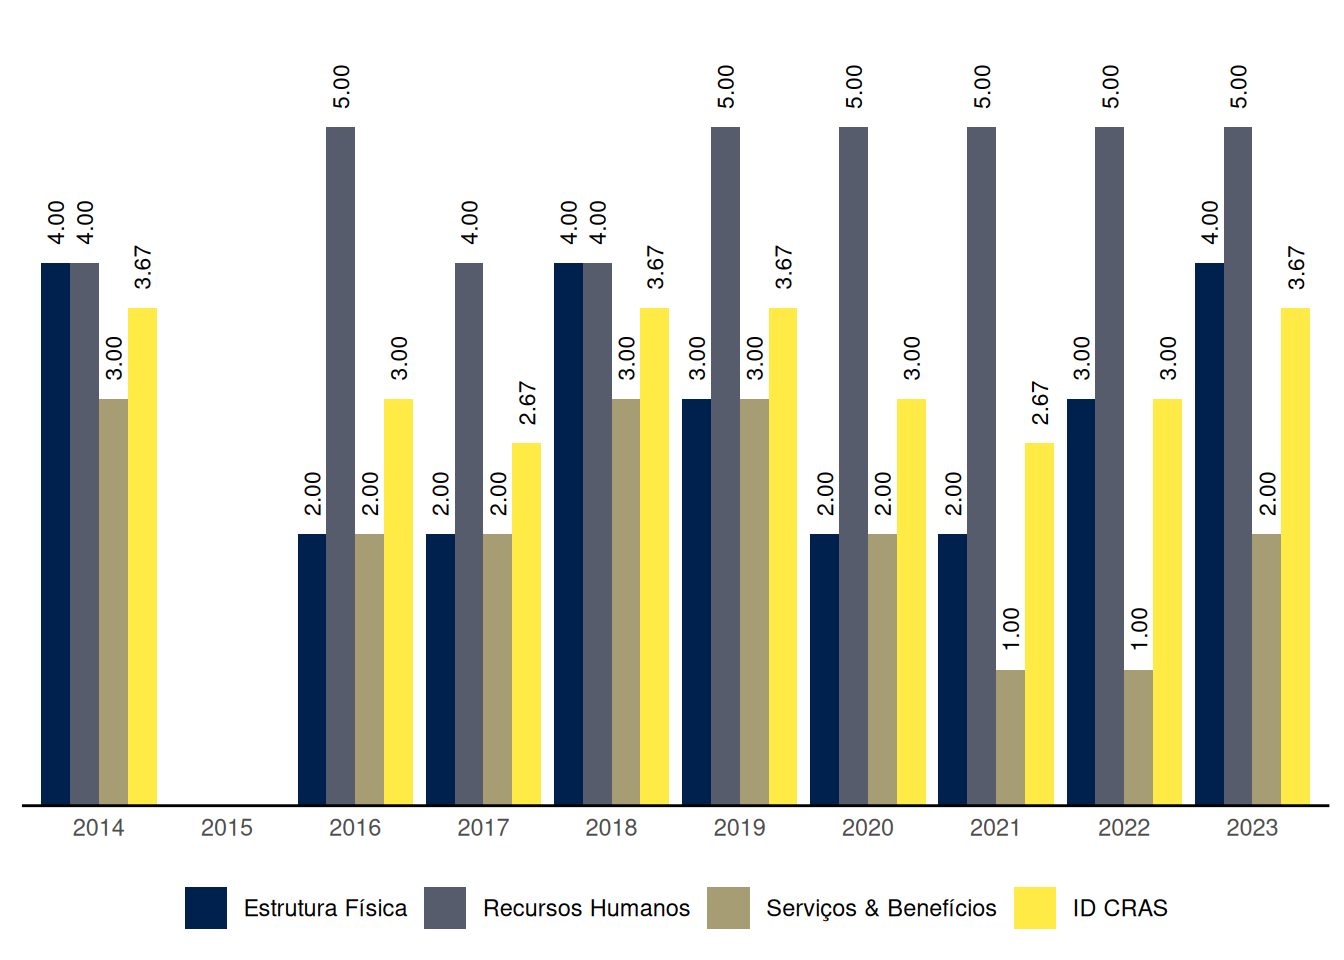 4.00 4.00 3.00 3.67
2.00 5.00 2.00 3.00
2.00 4.00 2.00 2.67
4.00 4.00 3.00 3.67
3.00 5.00 3.00 3.67
2.00 5.00 2.00 3.00
2.00 5.00 1.00 2.67
3.00 5.00 1.00 3.00
4.00 5.00 2.00 3.67
2014 2015 2016 2017 2018 2019 2020 2021 2022 2023
Estrutura Física Recursos Humanos Serviços & Benefícios ID CRAS